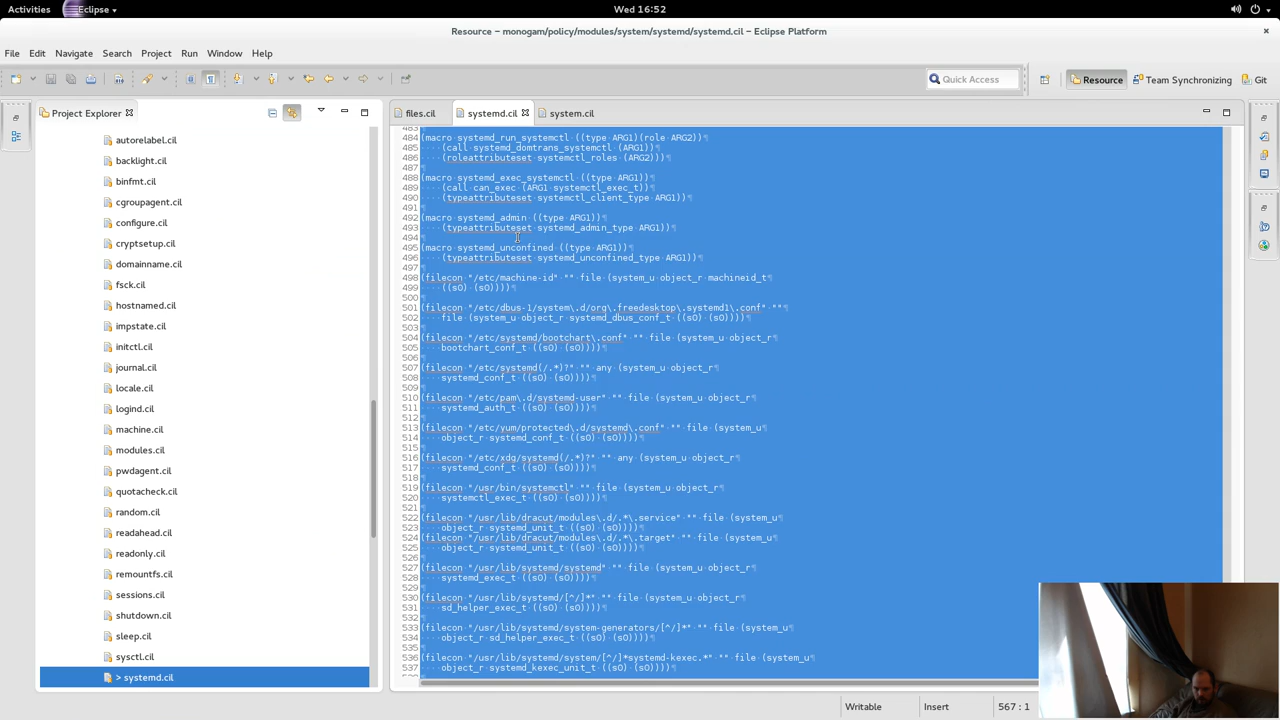 Activities Eclipse Wed 16:52
Resource – monogam/policy/modules/system/systemd/systemd.cil – Eclipse Platform ×
File Edit Navigate Search Project Run Window Help
Quick Access Resource Team Synchronizing Git
Project Explorer
files.cil systemd.cil system.cil
autorelabel.cil
backlight.cil
binfmt.cil
cgroupagent.cil
configure.cil
cryptsetup.cil
domainname.cil
fsck.cil
hostnamed.cil
impstate.cil
initctl.cil
journal.cil
locale.cil
logind.cil
machine.cil
modules.cil
pwdagent.cil
quotacheck.cil
random.cil
readahead.cil
readonly.cil
remountfs.cil
sessions.cil
shutdown.cil
sleep.cil
sysctl.cil
> systemd.cil
483 ¶
484 (macro·systemd_run_systemctl·((type·ARG1)(role·ARG2))¶
485 ····(call·systemd_domtrans_systemctl·(ARG1))¶
486 ····(roleattributeset·systemctl_roles·(ARG2)))¶
487 ¶
488 (macro·systemd_exec_systemctl·((type·ARG1))¶
489 ····(call·can_exec·(ARG1·systemctl_exec_t))¶
490 ····(typeattributeset·systemctl_client_type·ARG1))¶
491 ¶
492 (macro·systemd_admin·((type·ARG1))¶
493 ····(typeattributeset·systemd_admin_type·ARG1))¶
494 ¶
495 (macro·systemd_unconfined·((type·ARG1))¶
496 ····(typeattributeset·systemd_unconfined_type·ARG1))¶
497 ¶
498 (filecon·"/etc/machine-id"·""·file·(system_u·object_r·machineid_t¶
499 ····((s0)·(s0))))¶
500 ¶
501 (filecon·"/etc/dbus-1/system\.d/org\.freedesktop\.systemd1\.conf"·""¶
502 ····file·(system_u·object_r·systemd_dbus_conf_t·((s0)·(s0))))¶
503 ¶
504 (filecon·"/etc/systemd/bootchart\.conf"·""·file·(system_u·object_r¶
505 ····bootchart_conf_t·((s0)·(s0))))¶
506 ¶
507 (filecon·"/etc/systemd(/.*)?"·""·any·(system_u·object_r¶
508 ····systemd_conf_t·((s0)·(s0))))¶
509 ¶
510 (filecon·"/etc/pam\.d/systemd-user"·""·file·(system_u·object_r¶
511 ····systemd_auth_t·((s0)·(s0))))¶
512 ¶
513 (filecon·"/etc/yum/protected\.d/systemd\.conf"·""·file·(system_u¶
514 ····object_r·systemd_conf_t·((s0)·(s0))))¶
515 ¶
516 (filecon·"/etc/xdg/systemd(/.*)?"·""·any·(system_u·object_r¶
517 ····systemd_conf_t·((s0)·(s0))))¶
518 ¶
519 (filecon·"/usr/bin/systemctl"·""·file·(system_u·object_r¶
520 ····systemctl_exec_t·((s0)·(s0))))¶
521 ¶
522 (filecon·"/usr/lib/dracut/modules\.d/.*\.service"·""·file·(system_u¶
523 ····object_r·systemd_unit_t·((s0)·(s0))))¶
524 (filecon·"/usr/lib/dracut/modules\.d/.*\.target"·""·file·(system_u¶
525 ····object_r·systemd_unit_t·((s0)·(s0))))¶
526 ¶
527 (filecon·"/usr/lib/systemd/systemd"·""·file·(system_u·object_r¶
528 ····systemd_exec_t·((s0)·(s0))))¶
529 ¶
530 (filecon·"/usr/lib/systemd/[^/]*"·""·file·(system_u·object_r¶
531 ····sd_helper_exec_t·((s0)·(s0))))¶
532 ¶
533 (filecon·"/usr/lib/systemd/system-generators/[^/]*"·""·file·(system_u¶
534 ····object_r·sd_helper_exec_t·((s0)·(s0))))¶
535 ¶
536 (filecon·"/usr/lib/systemd/system/[^/]*systemd-kexec.*"·""·file·(system_u¶
537 ····object_r·systemd_kexec_unit_t·((s0)·(s0))))¶
Writable Insert 567 : 1